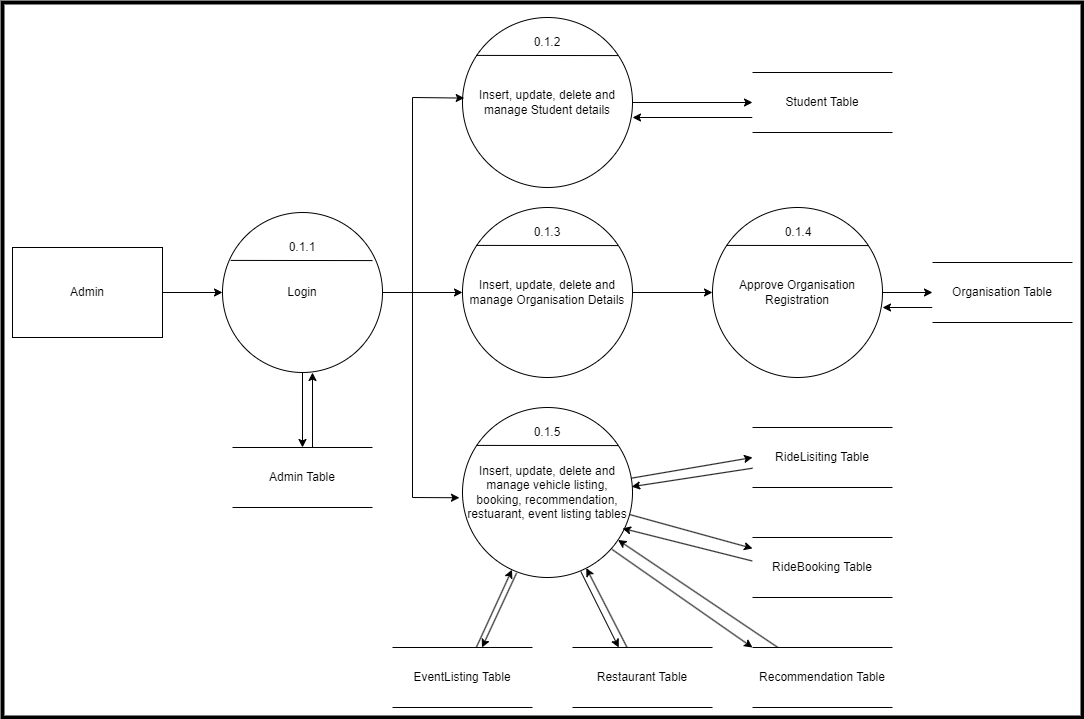 0.1.2
Insert, update, delete and
manage Student details
Student Table
Admin
0.1.1
Login
Admin Table
0.1.3
Insert, update, delete and
manage Organisation Details
0.1.4
Approve Organisation
Registration
Organisation Table
0.1.5
Insert, update, delete and
manage vehicle listing,
booking, recommendation,
restuarant, event listing tables
RideLisiting Table
RideBooking Table
EventListing Table
Restaurant Table
Recommendation Table